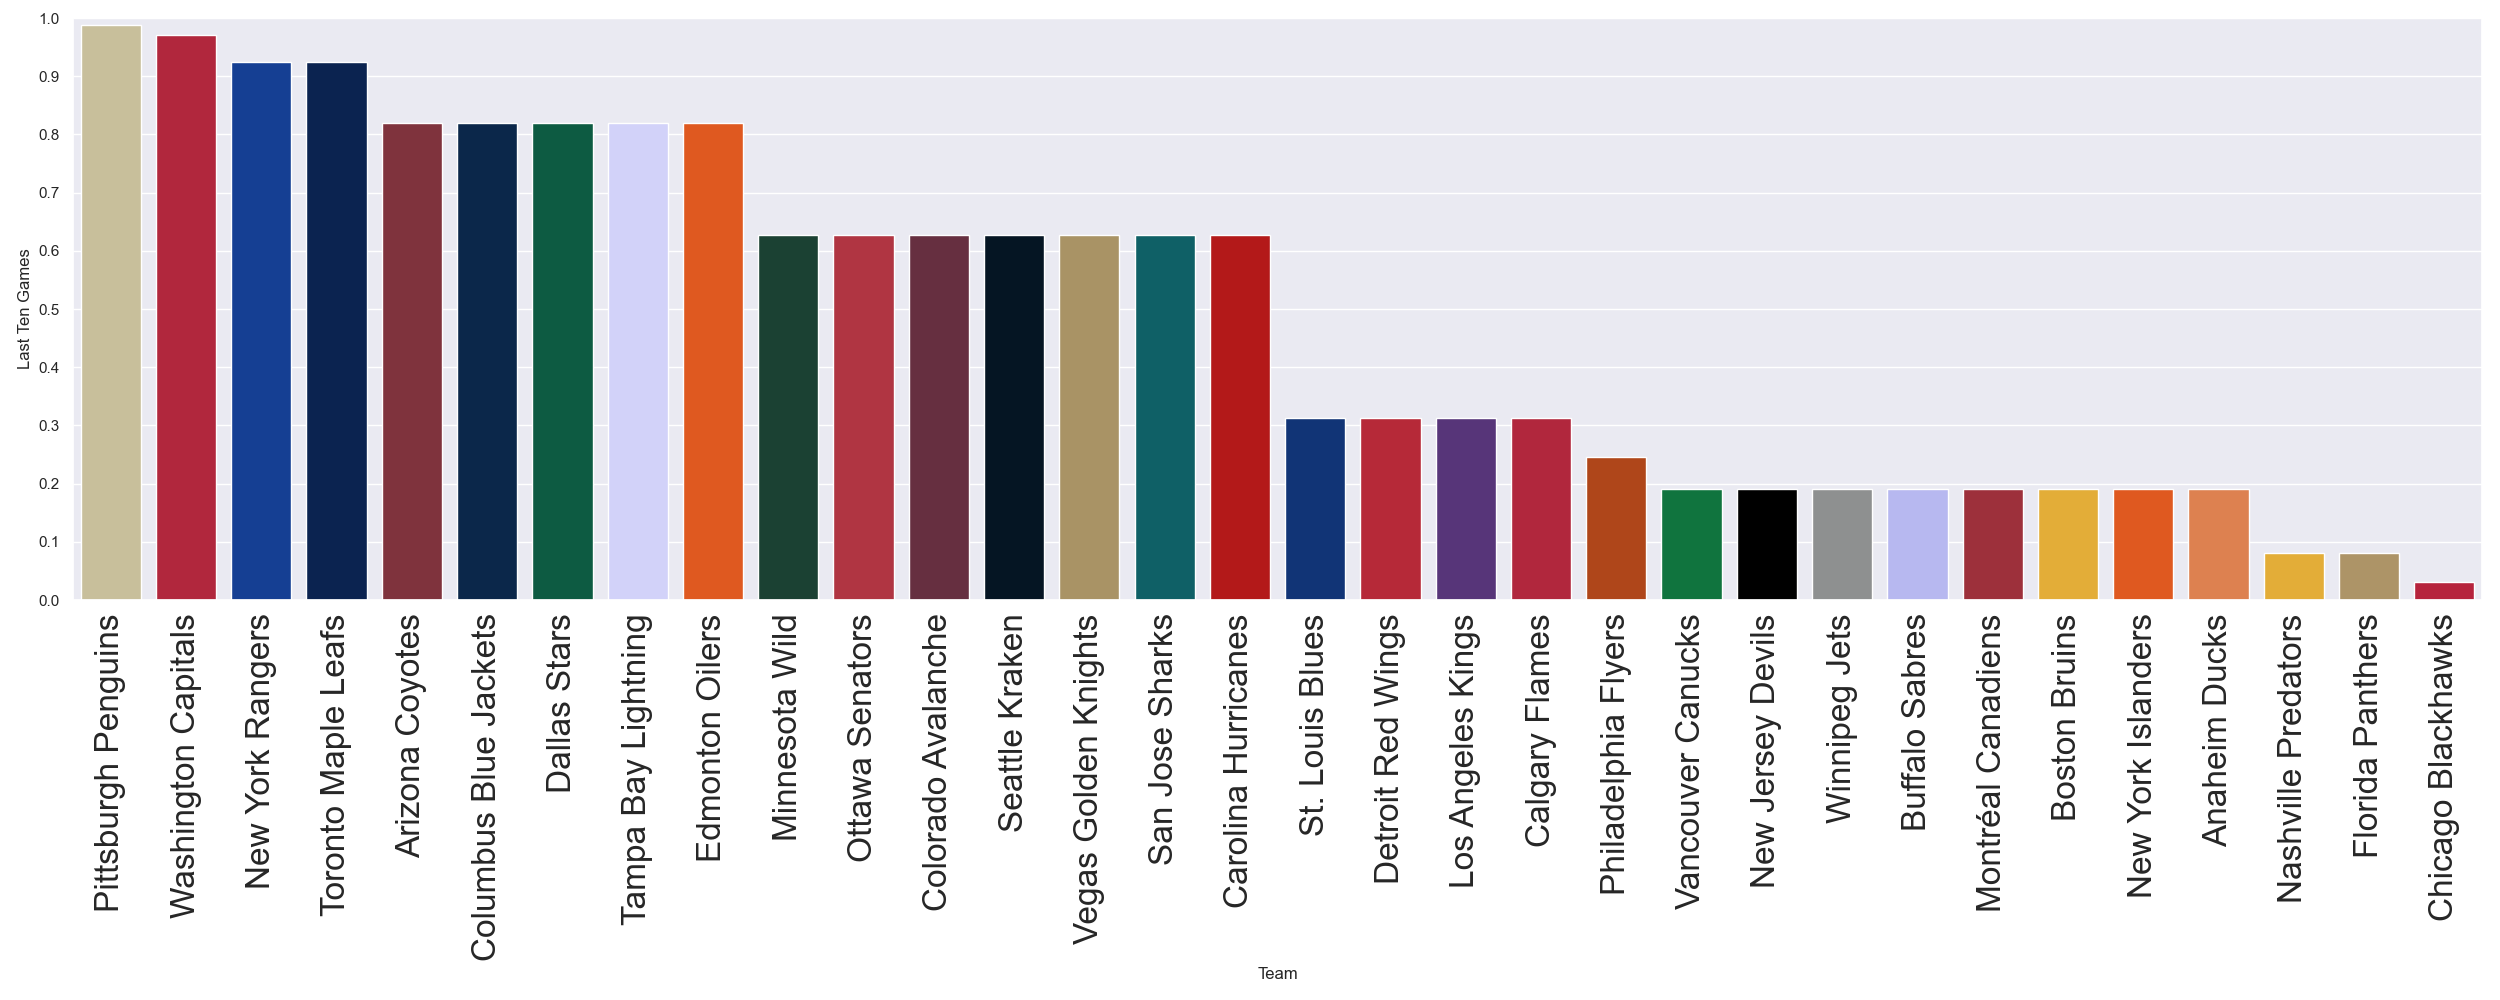 1.0
0.9
0.8
0.7
0.6
0.5
0.4
0.3
0.2
0.1
0.0
Last Ten Games
Pittsburgh Penguins
Washington Capitals
New York Rangers
Toronto Maple Leafs
Arizona Coyotes
Columbus Blue Jackets
Dallas Stars
Tampa Bay Lightning
Edmonton Oilers
Minnesota Wild
Ottawa Senators
Colorado Avalanche
Seattle Kraken
Vegas Golden Knights
San Jose Sharks
Carolina Hurricanes
St. Louis Blues
Detroit Red Wings
Los Angeles Kings
Calgary Flames
Philadelphia Flyers
Vancouver Canucks
New Jersey Devils
Winnipeg Jets
Buffalo Sabres
Montréal Canadiens
Boston Bruins
New York Islanders
Anaheim Ducks
Nashville Predators
Florida Panthers
Chicago Blackhawks
Team